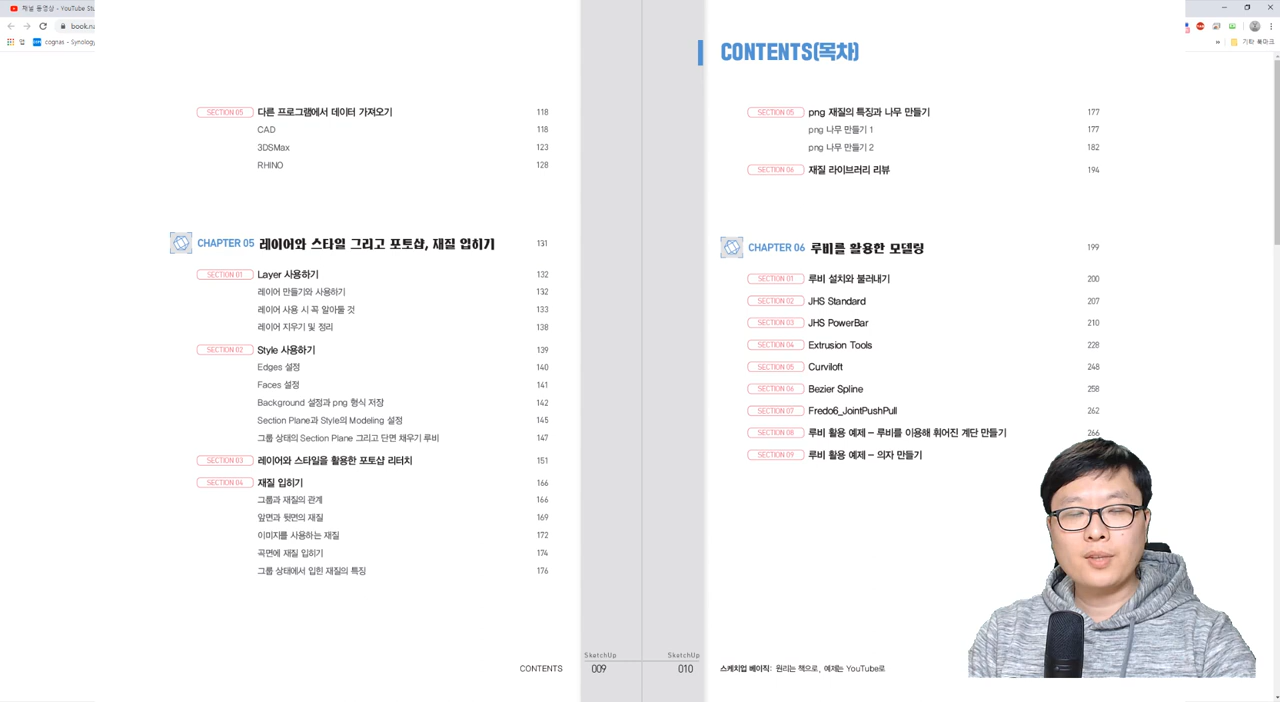 채널 동영상 - YouTube Stu
book.ru
앱
cognas - Synology
»
기타 북마크
SECTION 05 다른 프로그램에서 데이터 가져오기 118
CAD 118
3DSMax 123
RHINO 128
CHAPTER 05 레이어와 스타일 그리고 포토샵, 재질 입히기 131
SECTION 01 Layer 사용하기 132
레이어 만들기와 사용하기 132
레이어 사용 시 꼭 알아둘 것 133
레이어 지우기 및 정리 138
SECTION 02 Style 사용하기 139
Edges 설정 140
Faces 설정 141
Background 설정과 png 형식 저장 142
Section Plane과 Style의 Modeling 설정 145
그룹 상태의 Section Plane 그리고 단면 채우기 루비 147
SECTION 03 레이어와 스타일을 활용한 포토샵 리터치 151
SECTION 04 재질 입히기 166
그룹과 재질의 관계 166
앞면과 뒷면의 재질 169
이미지를 사용하는 재질 172
곡면에 재질 입히기 174
그룹 상태에서 입힌 재질의 특징 176
SketchUp
CONTENTS 009
CONTENTS(목차)
SECTION 05 png 재질의 특징과 나무 만들기 177
png 나무 만들기 1 177
png 나무 만들기 2 182
SECTION 06 재질 라이브러리 리뷰 194
CHAPTER 06 루비를 활용한 모델링 199
SECTION 01 루비 설치와 불러내기 200
SECTION 02 JHS Standard 207
SECTION 03 JHS PowerBar 210
SECTION 04 Extrusion Tools 228
SECTION 05 Curviloft 248
SECTION 06 Bezier Spline 258
SECTION 07 Fredo6_JointPushPull 262
SECTION 08 루비 활용 예제 – 루비를 이용해 휘어진 계단 만들기 266
SECTION 09 루비 활용 예제 – 의자 만들기
SketchUp
010 스케치업 베이직: 원리는 책으로, 예제는 YouTube로